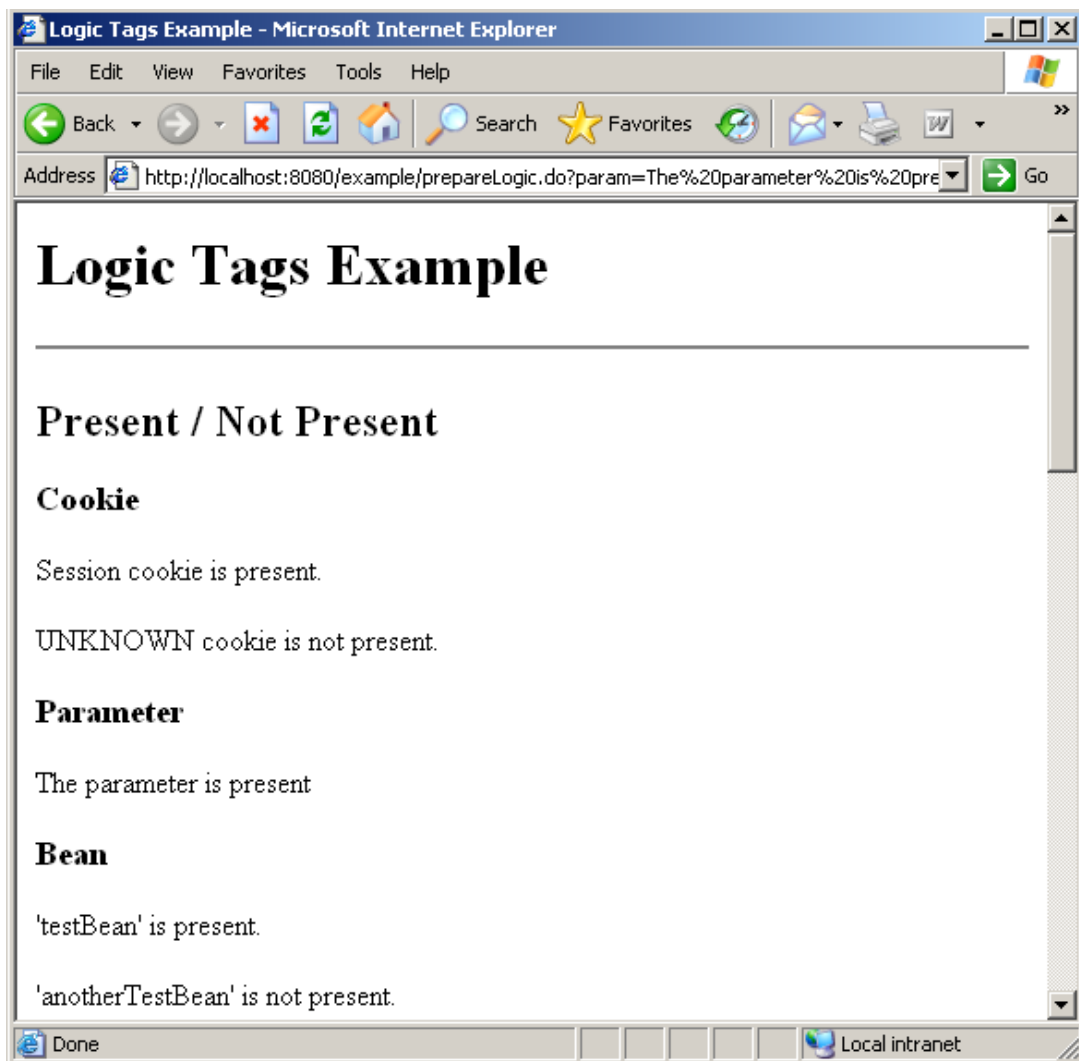 Logic Tags Example - Microsoft Internet Explorer
File Edit View Favorites Tools Help
Back Search Favorites W »
Address http://localhost:8080/example/prepareLogic.do?param=The%20parameter%20is%20pre Go
Logic Tags Example
Present / Not Present
Cookie
Session cookie is present.
UNKNOWN cookie is not present.
Parameter
The parameter is present
Bean
'testBean' is present.
'anotherTestBean' is not present.
Done Local intranet